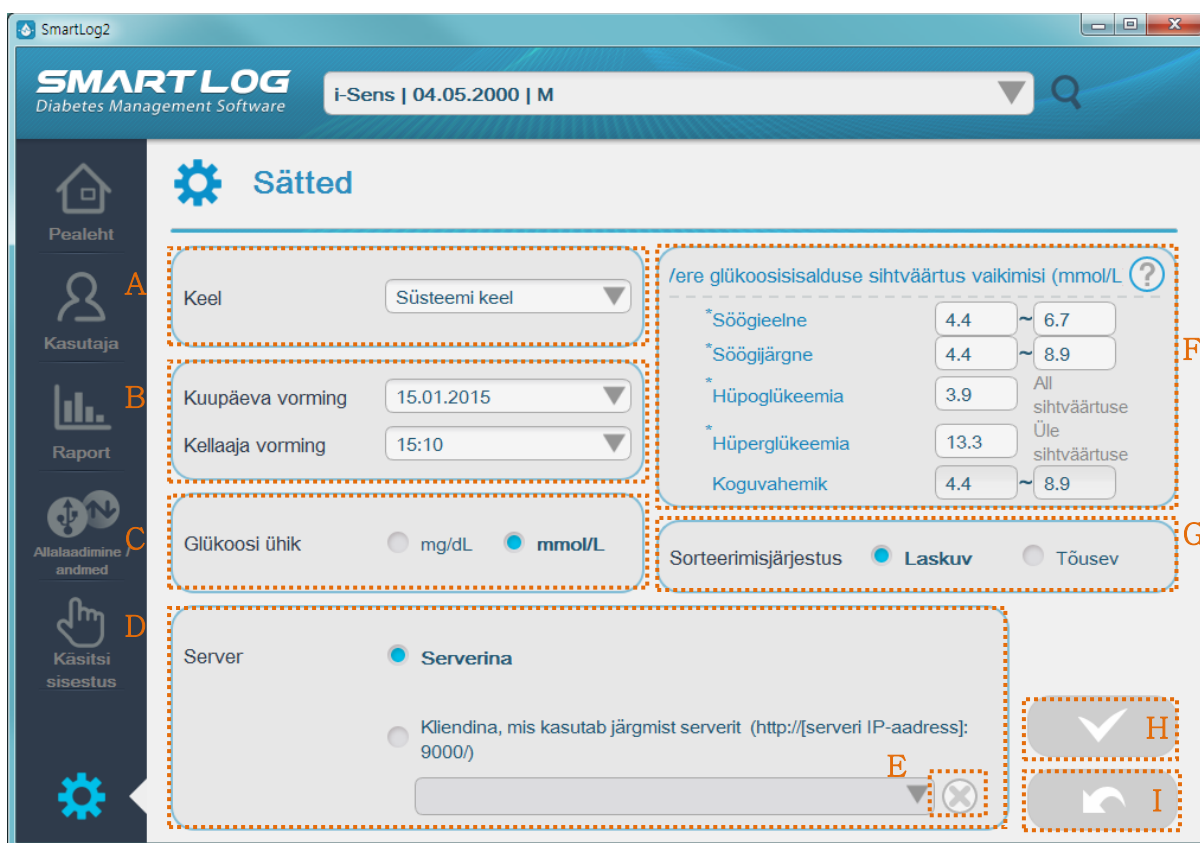 SmartLog2
SMART LOG
Diabetes Management Software
i-Sens | 04.05.2000 | M
Pealeht
Kasutaja
Raport
Allalaadimine /
andmed
Käsitsi
sisestus
Sätted
A
Keel
Süsteemi keel
B
Kuupäeva vorming
15.01.2015
Kellaaja vorming
15:10
C
Glükoosi ühik
mg/dL
mmol/L
D
Server
Serverina
Kliendina, mis kasutab järgmist serverit (http://[serveri IP-aadress]:
9000/)
E
glükoosisisalduse sihtväärtus vaikimisi (mmol/L
?
*Söögieelne 4.4 ~ 6.7
*Söögijärgne 4.4 ~ 8.9
*Hüpoglükeemia 3.9 All
sihtväärtuse
*Hüperglükeemia 13.3 Üle
sihtväärtuse
Koguvahemik 4.4 ~ 8.9
F
Sorteerimisjärjestus Laskuv Tõusev
G
H
I